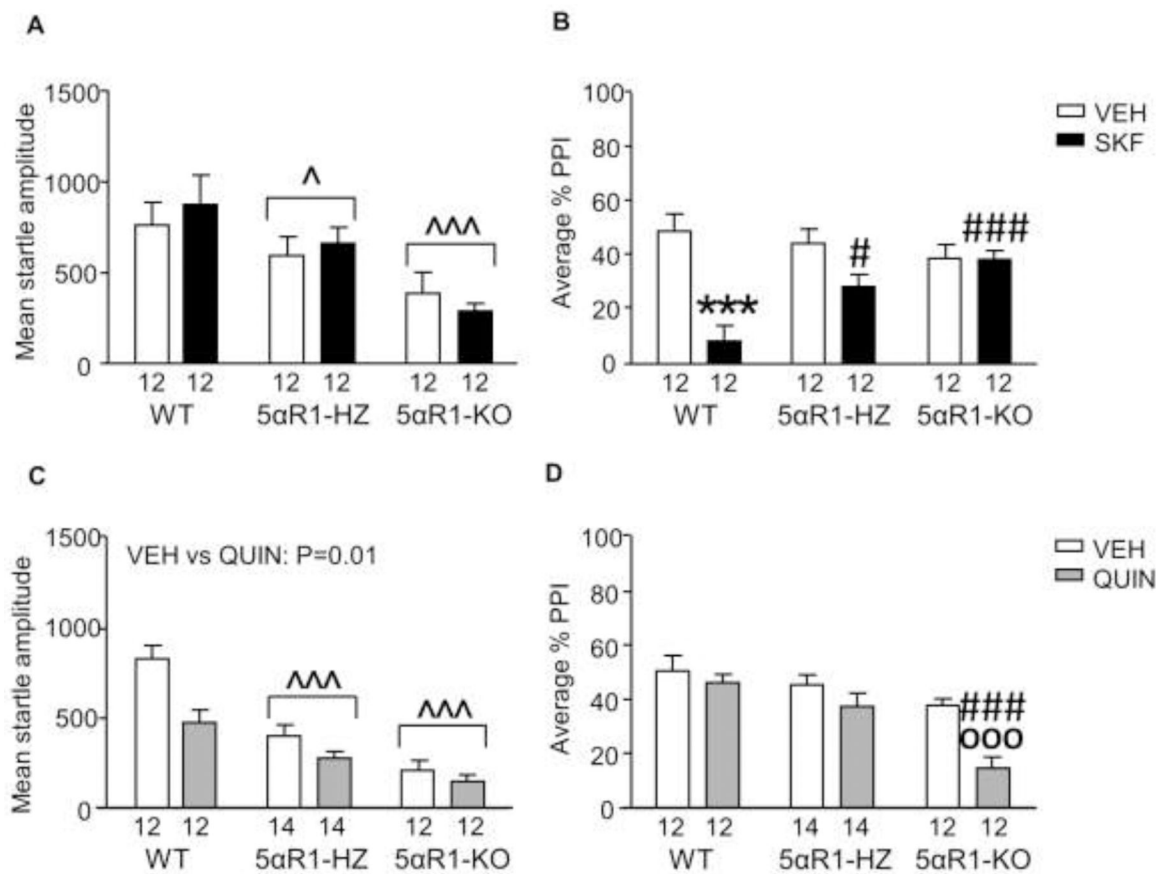 A
Mean startle amplitude
1500
1000
500
0
^
^^^
12 12 12 12 12 12
WT 5αR1-HZ 5αR1-KO
B
Average % PPI
100
80
60
40
20
0
***
#
###
12 12 12 12 12 12
WT 5αR1-HZ 5αR1-KO
VEH
SKF
C
Mean startle amplitude
1500
1000
500
0
VEH vs QUIN: P=0.01
^^^
^^^
12 12 14 14 12 12
WT 5αR1-HZ 5αR1-KO
D
Average % PPI
100
80
60
40
20
0
###
ooo
12 12 14 14 12 12
WT 5αR1-HZ 5αR1-KO
VEH
QUIN